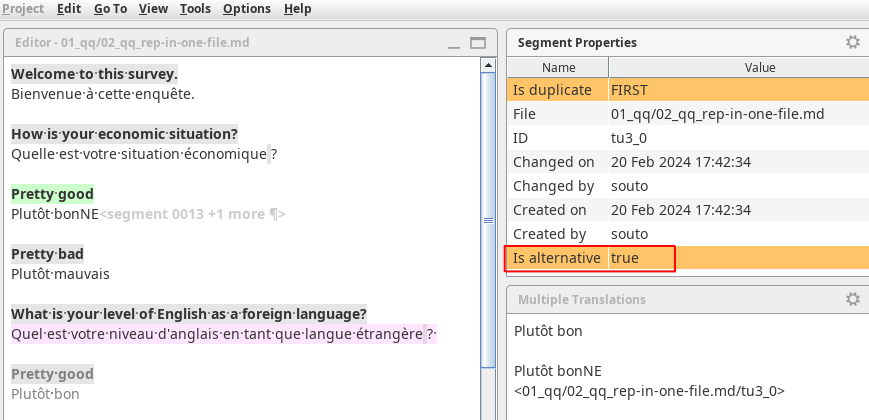 Project Edit Go To View Tools Options Help
Editor - 01_qq/02_qq_rep-in-one-file.md
Welcome·to·this·survey.
Bienvenue·à·cette·enquête.
How·is·your·economic·situation?
Quelle·est·votre·situation·économique ?
Pretty·good
Plutôt·bonNE<segment 0013 +1 more ¶>
Pretty·bad
Plutôt·mauvais
What·is·your·level·of·English·as·a·foreign·language?
Quel·est·votre·niveau·d'anglais·en·tant·que·langue·étrangère ?·
Pretty·good
Plutôt·bon
Segment Properties
Name Value
Is duplicate FIRST
File 01_qq/02_qq_rep-in-one-file.md
ID tu3_0
Changed on 20 Feb 2024 17:42:34
Changed by souto
Created on 20 Feb 2024 17:42:34
Created by souto
Is alternative true
Multiple Translations
Plutôt bon
Plutôt bonNE
<01_qq/02_qq_rep-in-one-file.md/tu3_0>